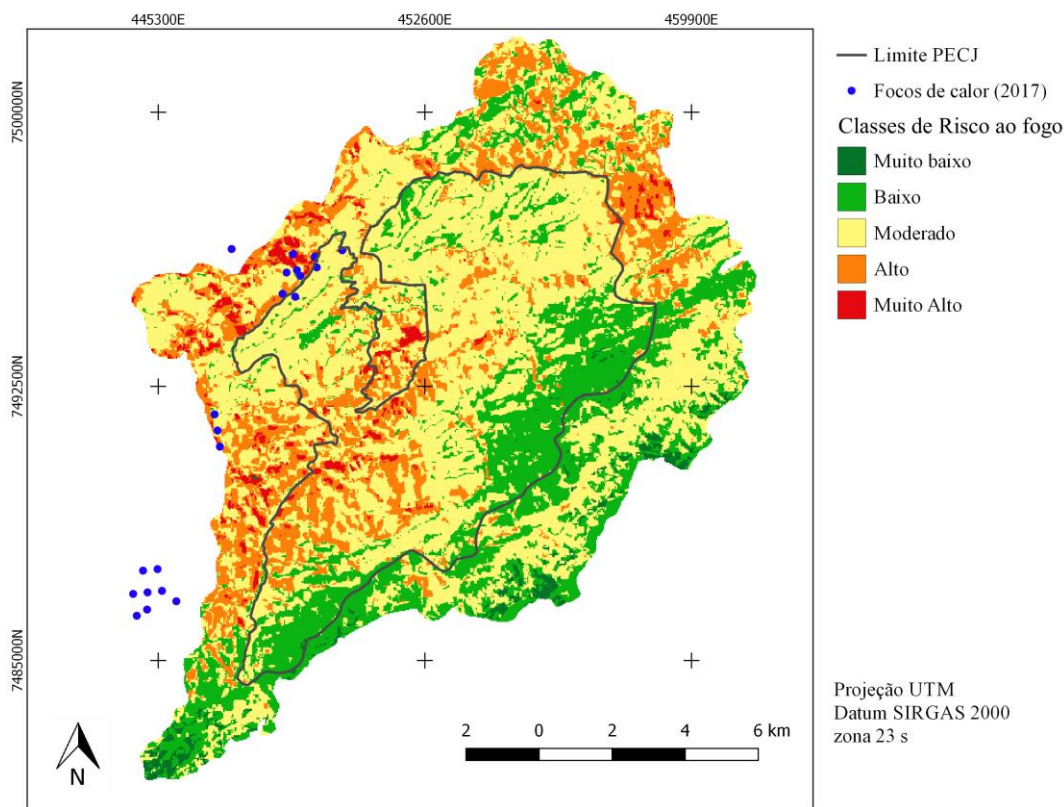 445300E 452600E 459900E
7500000N
7492500N
7485000N
Limite PECJ
Focos de calor (2017)
Classes de Risco ao fogo
Muito baixo
Baixo
Moderado
Alto
Muito Alto
N
2 0 2 4 6 km
Projeção UTM
Datum SIRGAS 2000
zona 23 s